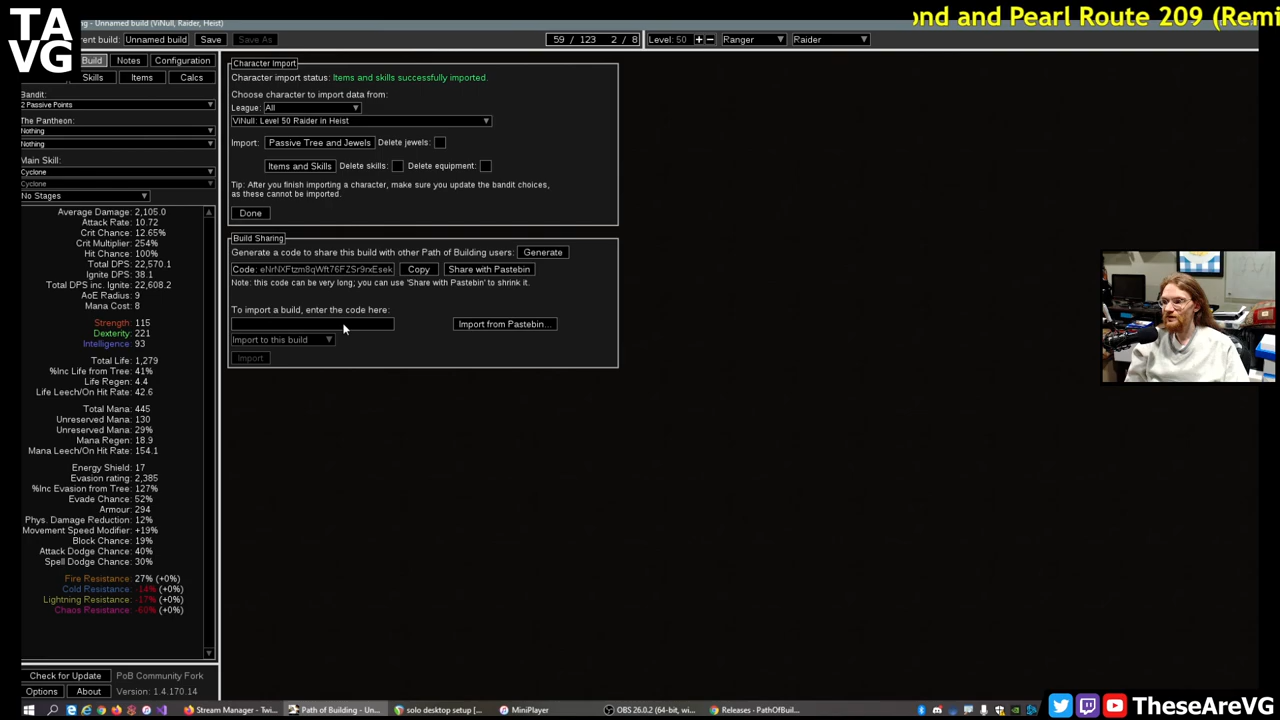 TA
VG
ond and Pearl Route 209 (Remi
- Unnamed build (ViNull, Raider, Heist)
ent build: Unnamed build Save Save As 59 / 123 2 / 8 Level: 50 + - Ranger Raider
Build Notes Configuration
Skills Items Calcs
Bandit:
2 Passive Points
The Pantheon:
Nothing
Nothing
Main Skill:
Cyclone
Cyclone
No Stages
Average Damage: 2,105.0
Attack Rate: 10.72
Crit Chance: 12.65%
Crit Multiplier: 254%
Hit Chance: 100%
Total DPS: 22,570.1
Ignite DPS: 38.1
Total DPS inc. Ignite: 22,608.2
AoE Radius: 9
Mana Cost: 8
Strength: 115
Dexterity: 221
Intelligence: 93
Total Life: 1,279
%Inc Life from Tree: 41%
Life Regen: 4.4
Life Leech/On Hit Rate: 42.6
Total Mana: 445
Unreserved Mana: 130
Unreserved Mana: 29%
Mana Regen: 18.9
Mana Leech/On Hit Rate: 154.1
Energy Shield: 17
Evasion rating: 2,385
%Inc Evasion from Tree: 127%
Evade Chance: 52%
Armour: 294
Phys. Damage Reduction: 12%
Movement Speed Modifier: +19%
Block Chance: 19%
Attack Dodge Chance: 40%
Spell Dodge Chance: 30%
Fire Resistance: 27% (+0%)
Cold Resistance: -14% (+0%)
Lightning Resistance: -17% (+0%)
Chaos Resistance: -60% (+0%)
Check for Update PoB Community Fork
Options About Version: 1.4.170.14
Character Import
Character import status: Items and skills successfully imported.
Choose character to import data from:
League: All
ViNull: Level 50 Raider in Heist
Import: Passive Tree and Jewels Delete jewels:
Items and Skills Delete skills: Delete equipment:
Tip: After you finish importing a character, make sure you update the bandit choices,
as these cannot be imported.
Done
Build Sharing
Generate a code to share this build with other Path of Building users: Generate
Code: eNrNXFtzm8qWft76FZSr9rxEsek Copy Share with Pastebin
Note: this code can be very long; you can use 'Share with Pastebin' to shrink it.
To import a build, enter the code here:
Import from Pastebin...
Import to this build
Import
Stream Manager - Twi... Path of Building - Un... solo desktop setup [... MiniPlayer OBS 26.0.2 (64-bit, wi... Releases - PathOfBuil...
TheseAreVG